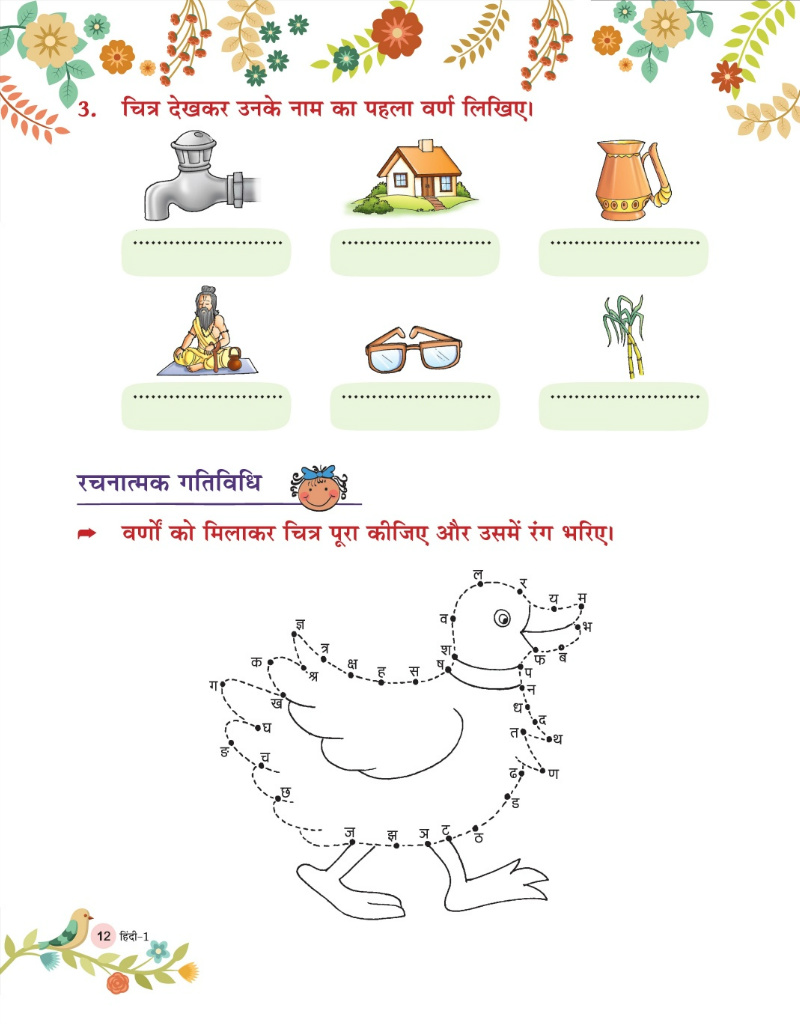 3. चित्र देखकर उनके नाम का पहला वर्ण लिखिए।
रचनात्मक गतिविधि
वर्णों को मिलाकर चित्र पूरा कीजिए और उसमें रंग भरिए।
ल
र
य
म
व
भ
ज्ञ
त्र
श
फ
ब
क
श्र
क्ष
ह
स
ष
प
ग
ख
न
ध
घ
द
ङ
त
थ
च
ढ
ण
छ
ड
ज
झ
ञ
ट
ठ
12 हिंदी-1